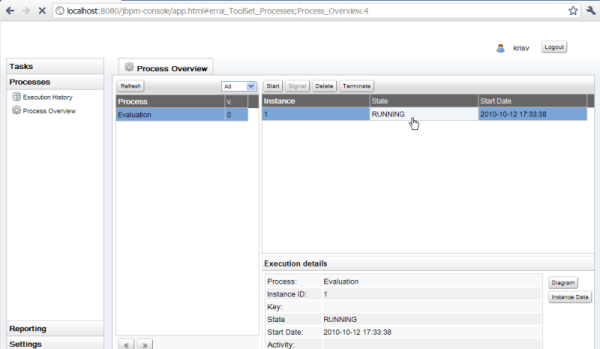 localhost:8080/jbpm-console/app.html#errai_ToolSet_Processes;Process_Overview.4
krisv Logout
Tasks
Processes
Execution History
Process Overview
Reporting
Settings
Process Overview
Refresh All
Process v.
Evaluation 0
Start Signal Delete Terminate
Instance State Start Date
1 RUNNING 2010-10-12 17:33:38
Execution details
Process: Evaluation
Instance ID: 1
Key:
State RUNNING
Start Date: 2010-10-12 17:33:38
Activity:
Diagram
Instance Data